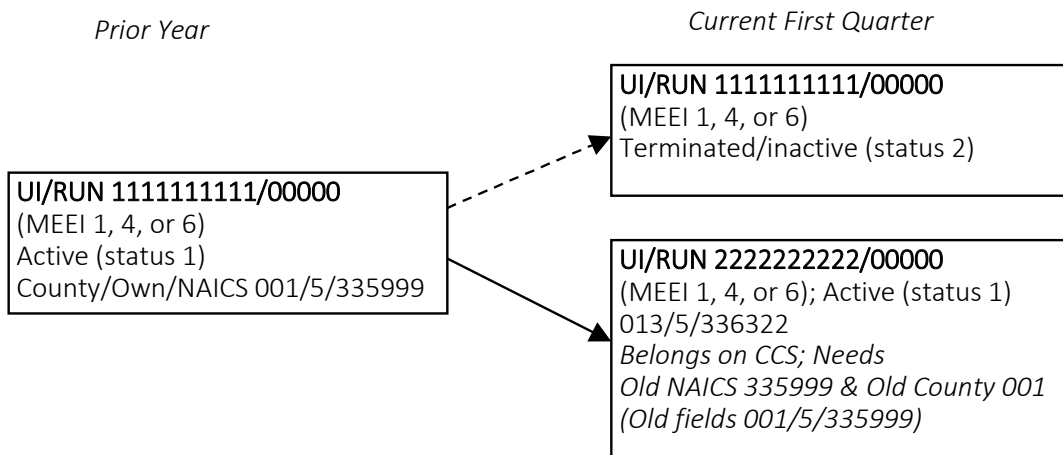 Prior Year
Current First Quarter
UI/RUN 1111111111/00000
(MEEI 1, 4, or 6)
Active (status 1)
County/Own/NAICS 001/5/335999
UI/RUN 1111111111/00000
(MEEI 1, 4, or 6)
Terminated/inactive (status 2)
UI/RUN 2222222222/00000
(MEEI 1, 4, or 6); Active (status 1)
013/5/336322
Belongs on CCS; Needs
Old NAICS 335999 & Old County 001
(Old fields 001/5/335999)